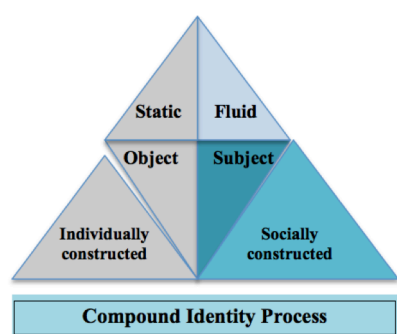 Static Fluid
Object Subject
Individually Socially
constructed constructed
Compound Identity Process